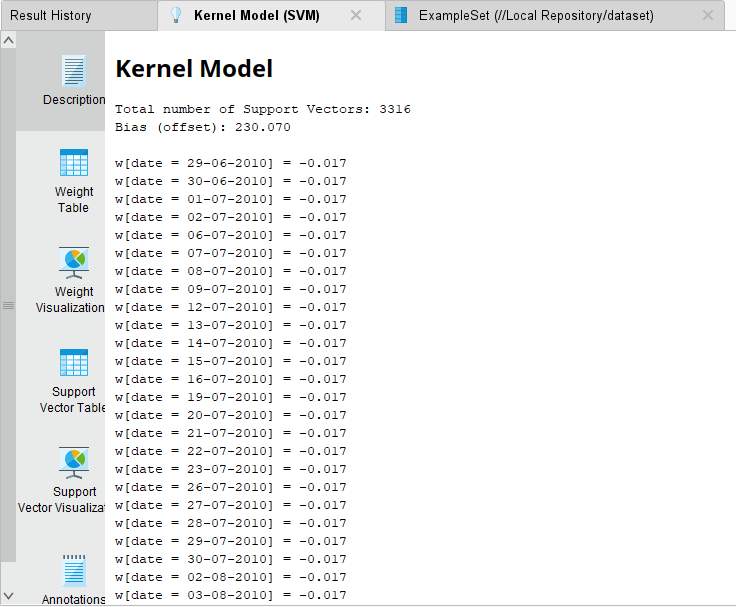 Result History
Kernel Model (SVM)
ExampleSet (//Local Repository/dataset)
Description
Weight
Table
Weight
Visualization
Support
Vector Table
Support
Vector Visualizat
Annotations
Kernel Model
Total number of Support Vectors: 3316
Bias (offset): 230.070
w[date = 29-06-2010] = -0.017
w[date = 30-06-2010] = -0.017
w[date = 01-07-2010] = -0.017
w[date = 02-07-2010] = -0.017
w[date = 06-07-2010] = -0.017
w[date = 07-07-2010] = -0.017
w[date = 08-07-2010] = -0.017
w[date = 09-07-2010] = -0.017
w[date = 12-07-2010] = -0.017
w[date = 13-07-2010] = -0.017
w[date = 14-07-2010] = -0.017
w[date = 15-07-2010] = -0.017
w[date = 16-07-2010] = -0.017
w[date = 19-07-2010] = -0.017
w[date = 20-07-2010] = -0.017
w[date = 21-07-2010] = -0.017
w[date = 22-07-2010] = -0.017
w[date = 23-07-2010] = -0.017
w[date = 26-07-2010] = -0.017
w[date = 27-07-2010] = -0.017
w[date = 28-07-2010] = -0.017
w[date = 29-07-2010] = -0.017
w[date = 30-07-2010] = -0.017
w[date = 02-08-2010] = -0.017
w[date = 03-08-2010] = -0.017